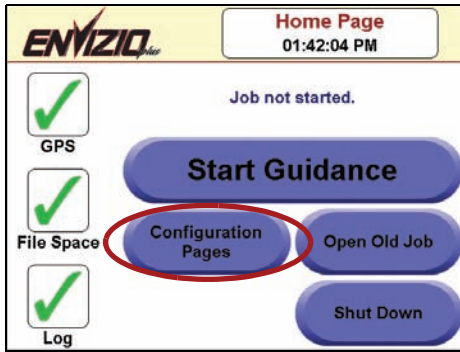 ENVIZIO plus
Home Page
01:42:04 PM
Job not started.
GPS
Start Guidance
File Space
Configuration
Pages
Open Old Job
Log
Shut Down